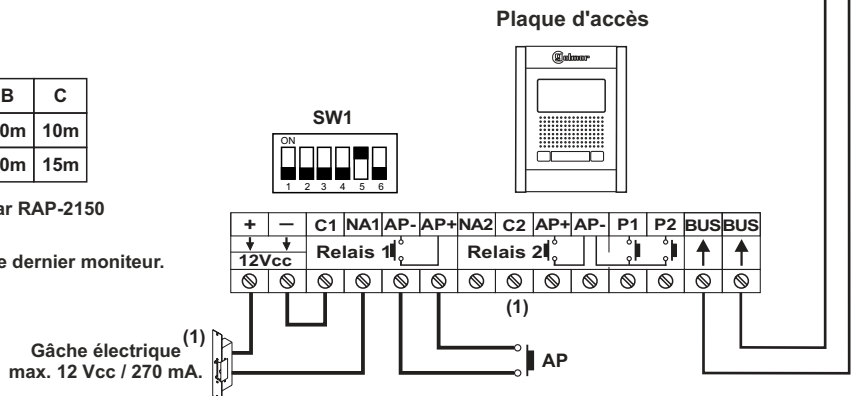 Plaque d'accès
Golmar
B C
0m 10m
0m 15m
SW1
ON
1 2 3 4 5 6
ar RAP-2150
e dernier moniteur.
+ — C1 NA1 AP- AP+ NA2 C2 AP+ AP- P1 P2 BUS BUS
12Vcc Relais 1 Relais 2
(1)
(1)
Gâche électrique
max. 12 Vcc / 270 mA.
AP